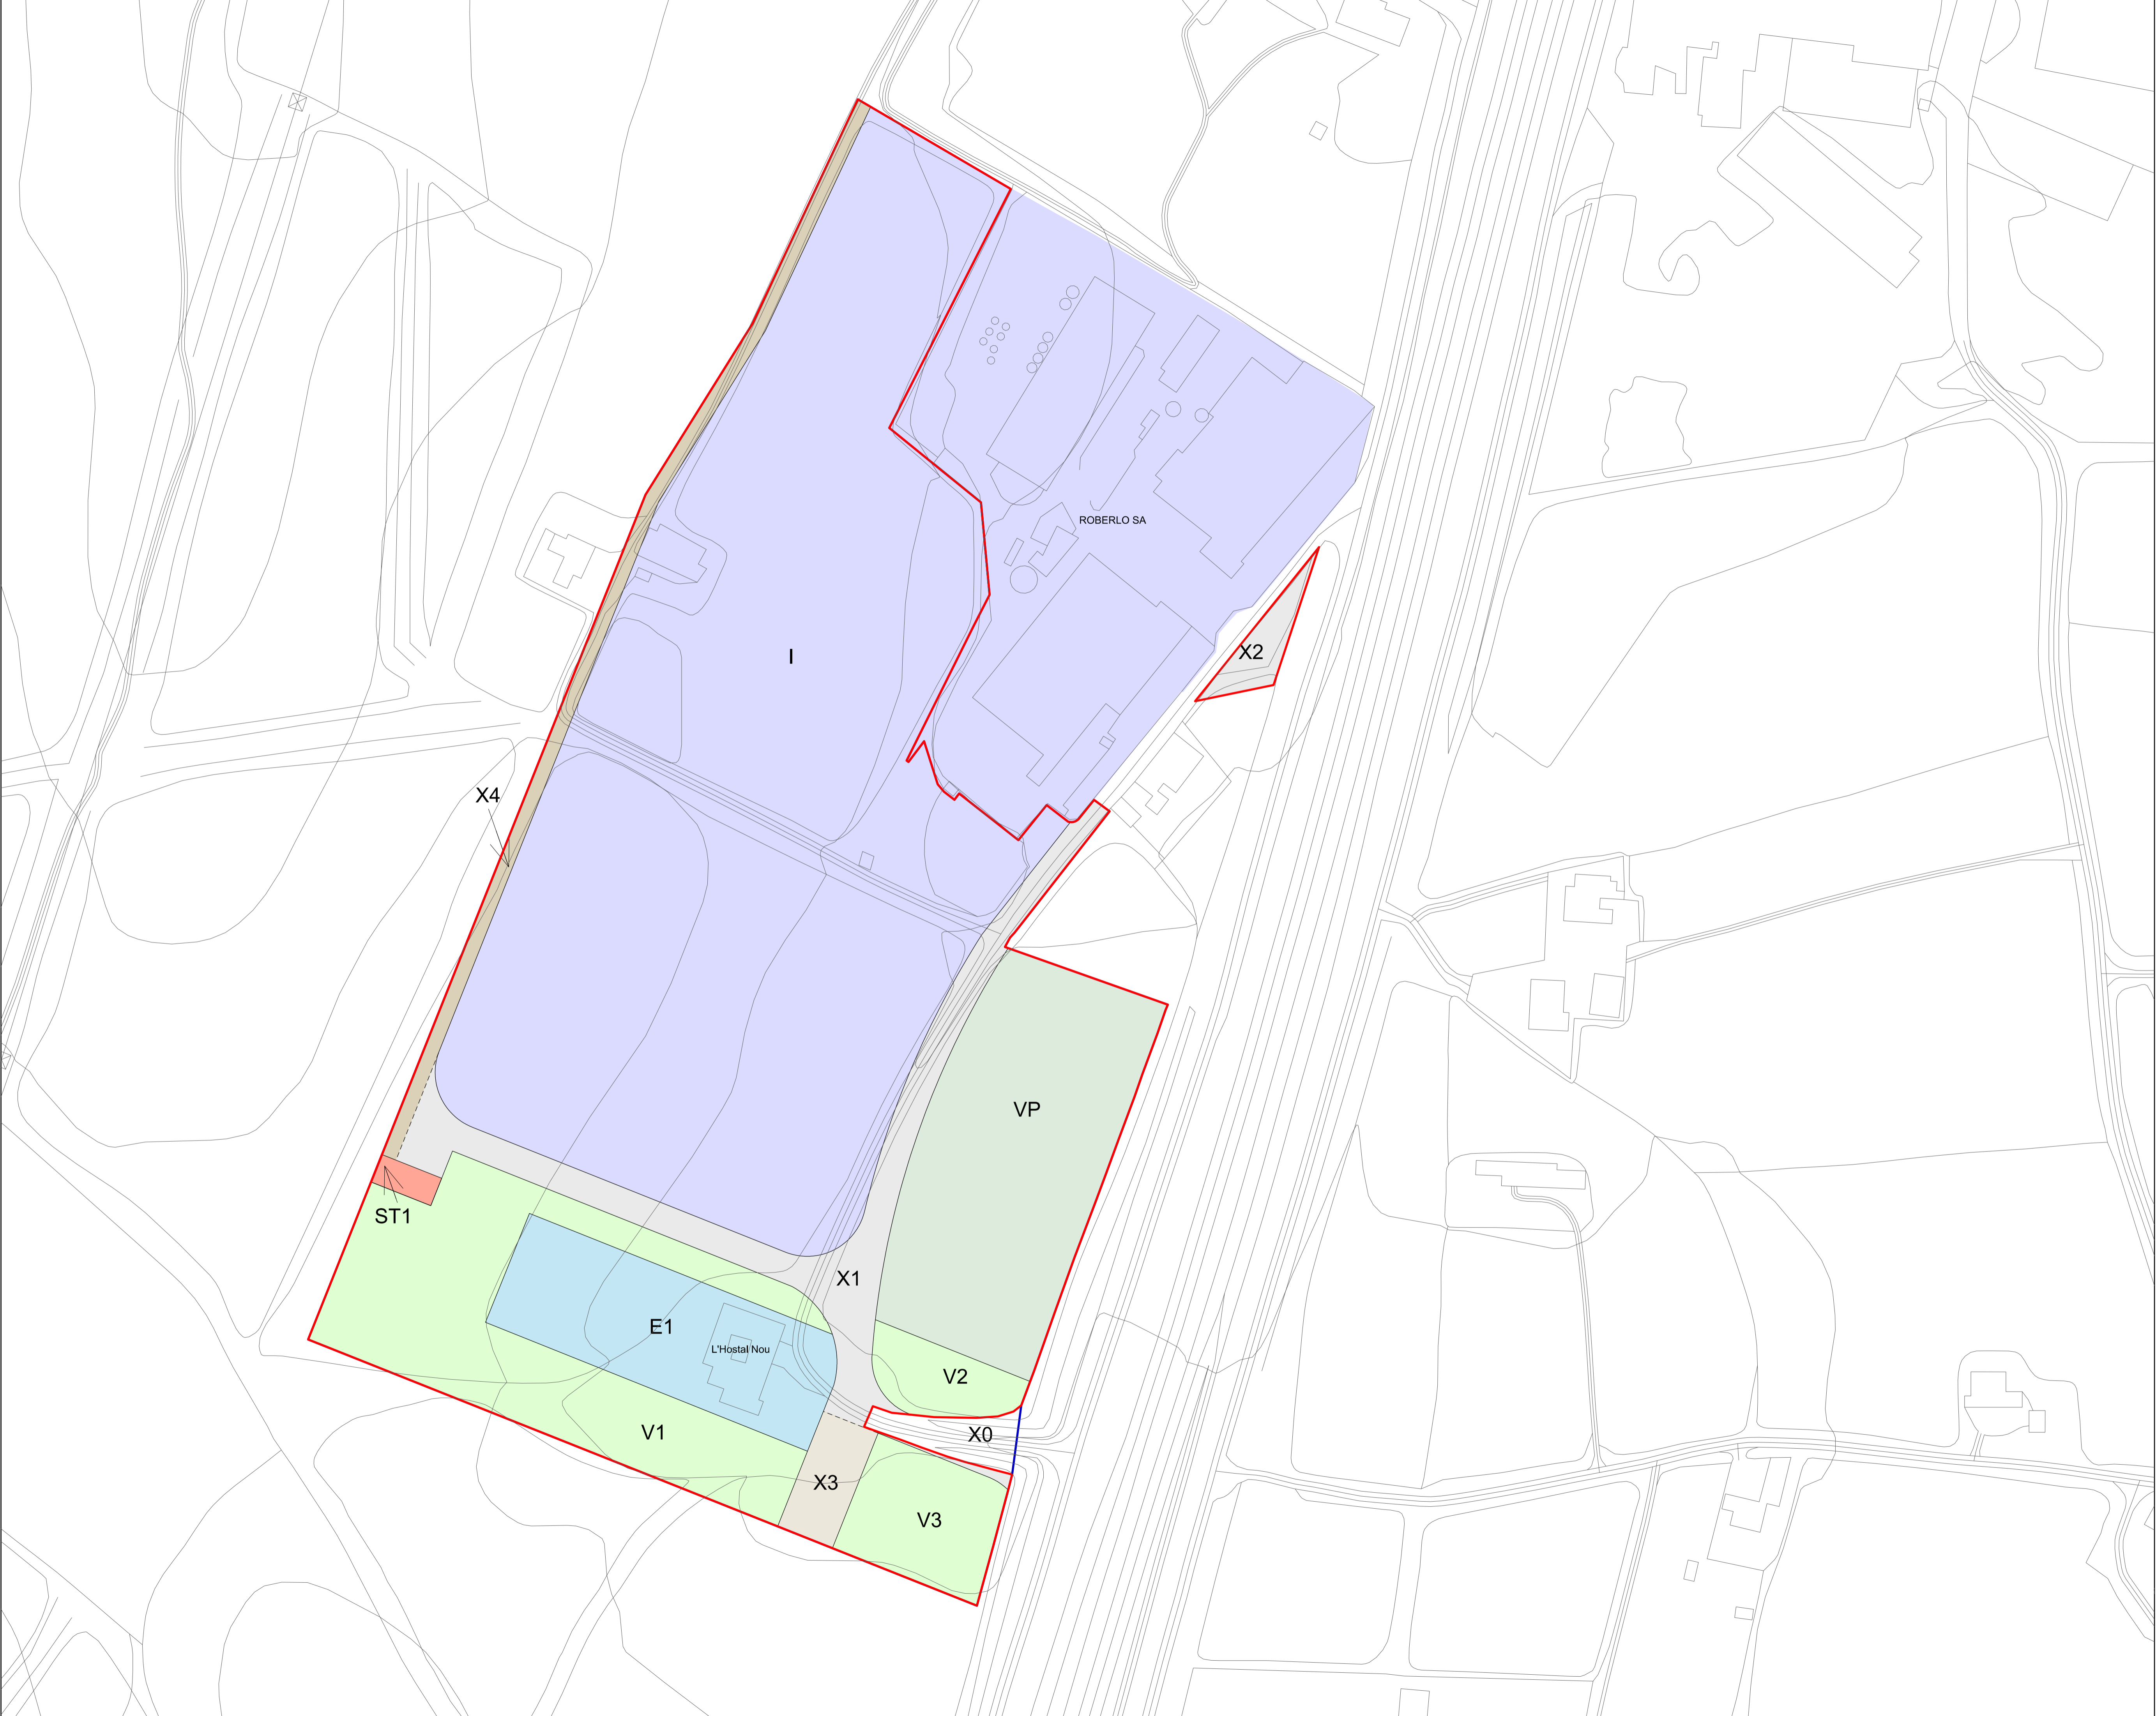 ROBERLO SA
X2
I
X4
VP
ST1
X1
E1
L'Hostal Nou
V2
V1
X0
X3
V3